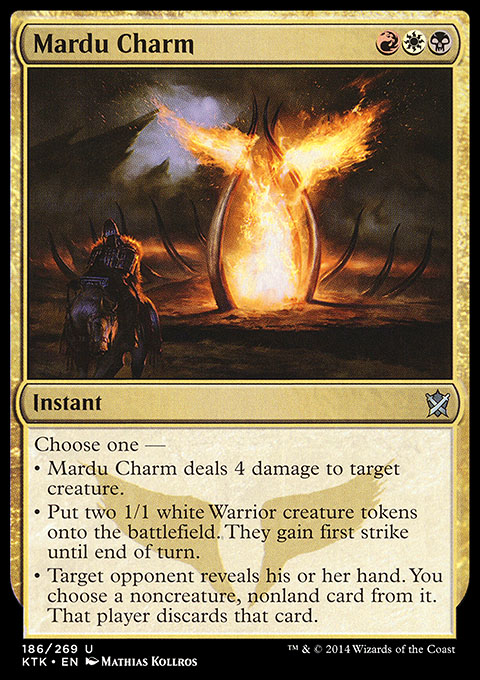 Mardu Charm
Instant
Choose one —
• Mardu Charm deals 4 damage to target
creature.
• Put two 1/1 white Warrior creature tokens
onto the battlefield. They gain first strike
until end of turn.
• Target opponent reveals his or her hand. You
choose a noncreature, nonland card from it.
That player discards that card.
186/269 U
KTK • EN MATHIAS KOLLROS
™ & © 2014 Wizards of the Coast